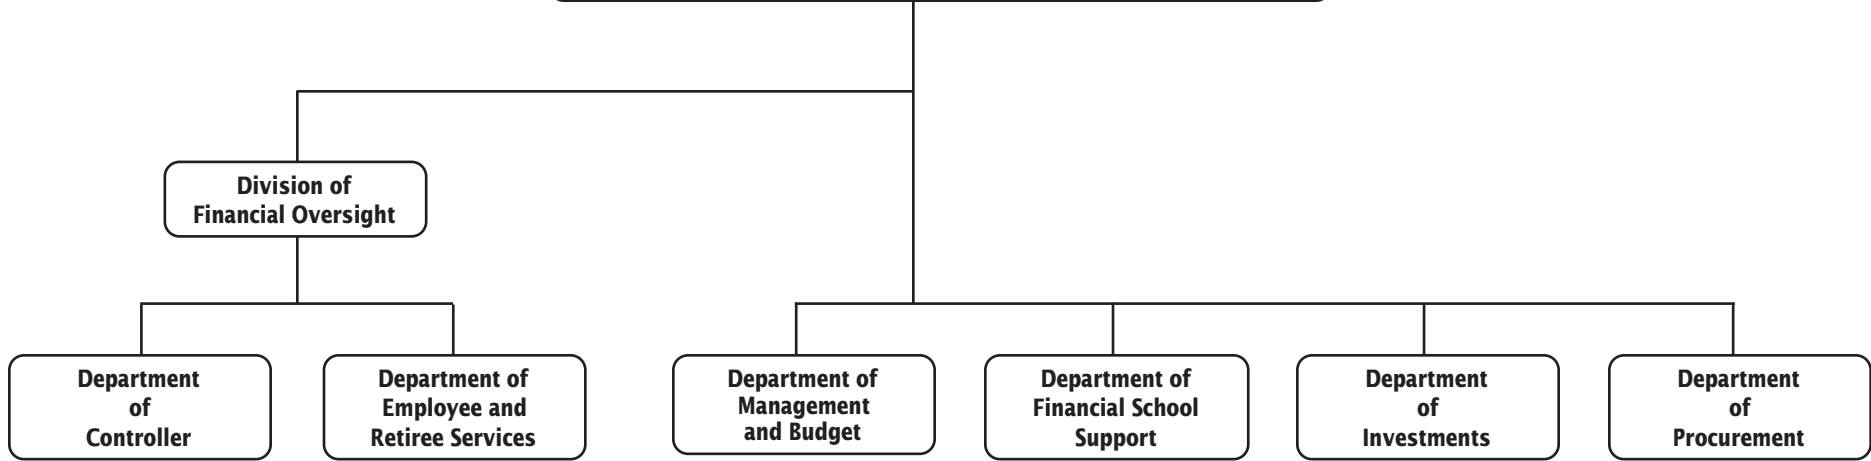 Division of
Financial Oversight
Department
of
Controller
Department of
Employee and
Retiree Services
Department of
Management
and Budget
Department of
Financial School
Support
Department
of
Investments
Department
of
Procurement